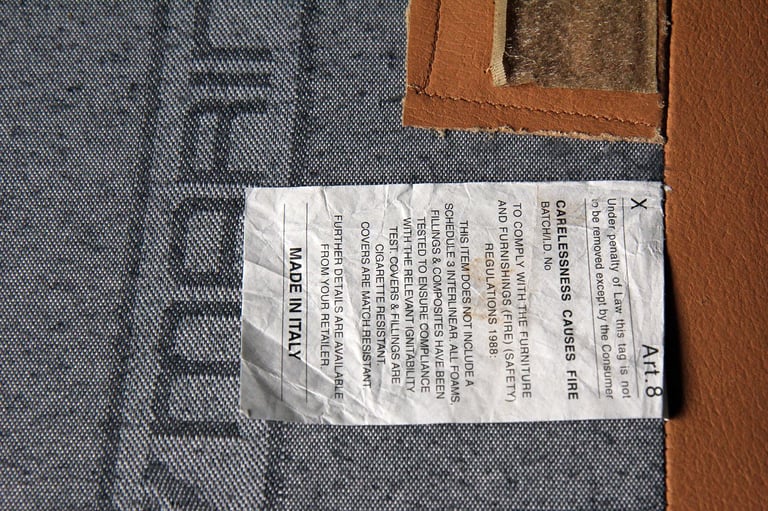 Art.8
X
Under penalty of Law this tag is not
to be removed except by the Consumer
CARELESSNESS CAUSES FIRE
BATCH/I.D. No
TO COMPLY WITH THE FURNITURE
AND FURNISHINGS (FIRE) (SAFETY)
REGULATIONS 1988:
THIS ITEM DOES NOT INCLUDE A
SCHEDULE 3 INTERLINEAR. ALL FOAMS,
FILLINGS & COMPOSITES HAVE BEEN
TESTED TO ENSURE COMPLIANCE
WITH THE RELEVANT IGNITABILITY
TEST. COVERS & FILLINGS ARE
CIGARETTE RESISTANT.
COVERS ARE MATCH RESISTANT.
FURTHER DETAILS ARE AVAILABLE
FROM YOUR RETAILER.
MADE IN ITALY